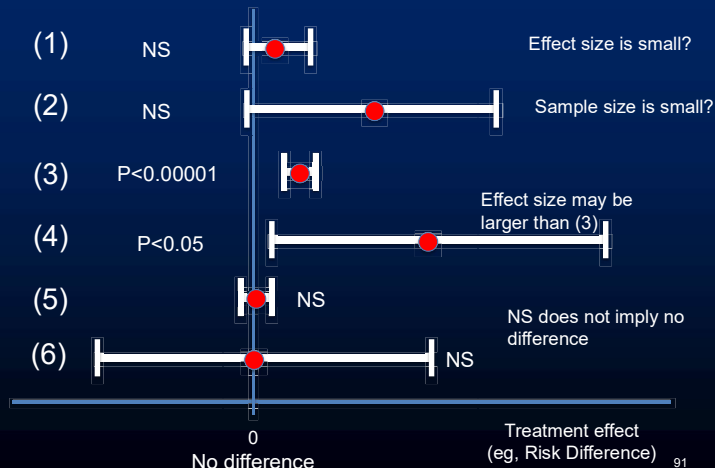 (1)
NS
Effect size is small?
(2)
NS
Sample size is small?
(3)
P<0.00001
Effect size may be
larger than (3)
(4)
P<0.05
(5)
NS
NS does not imply no
difference
(6)
NS
0
No difference
Treatment effect
(eg, Risk Difference)
91